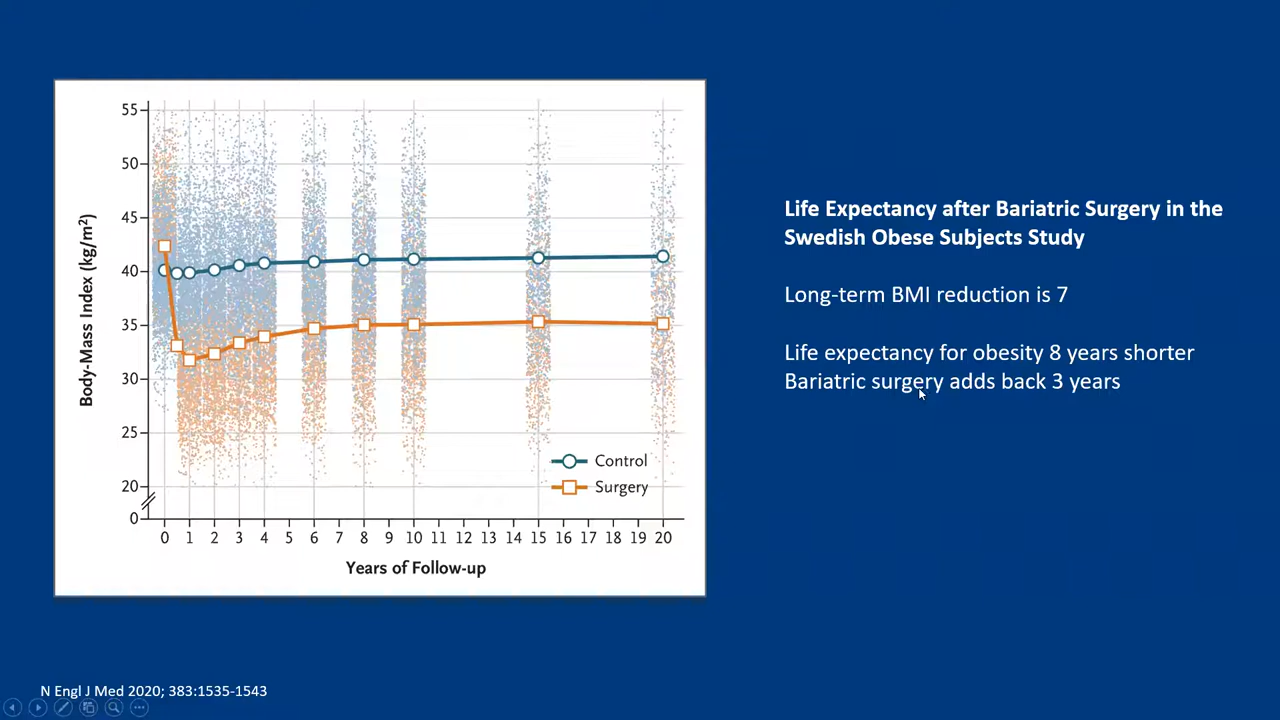 55
50
45
40
35
30
25
20
0
Body-Mass Index (kg/m²)
Control
Surgery
0 1 2 3 4 5 6 7 8 9 10 11 12 13 14 15 16 17 18 19 20
Years of Follow-up
Life Expectancy after Bariatric Surgery in the
Swedish Obese Subjects Study
Long-term BMI reduction is 7
Life expectancy for obesity 8 years shorter
Bariatric surgery adds back 3 years
N Engl J Med 2020; 383:1535-1543